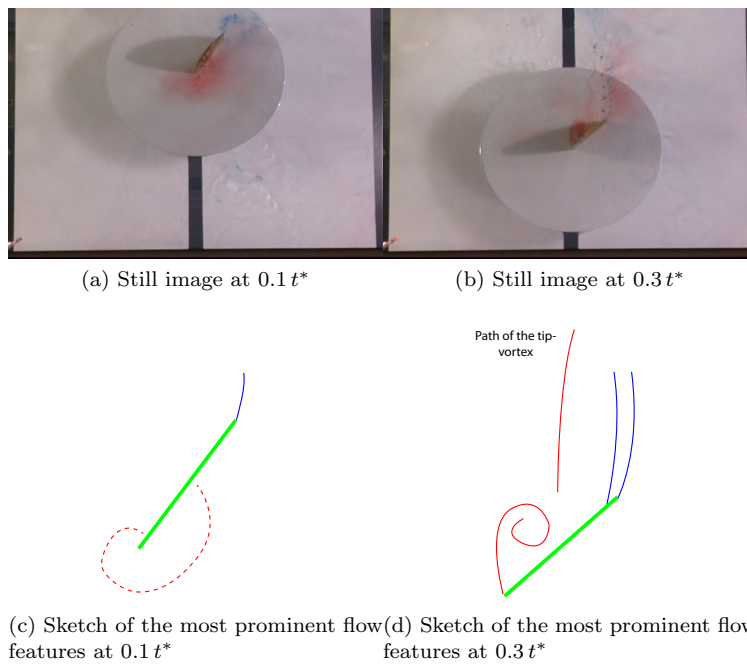 (a) Still image at 0.1 t*
(b) Still image at 0.3 t*
Path of the tip-
vortex
(c) Sketch of the most prominent flow
features at 0.1 t*
(d) Sketch of the most prominent flow
features at 0.3 t*